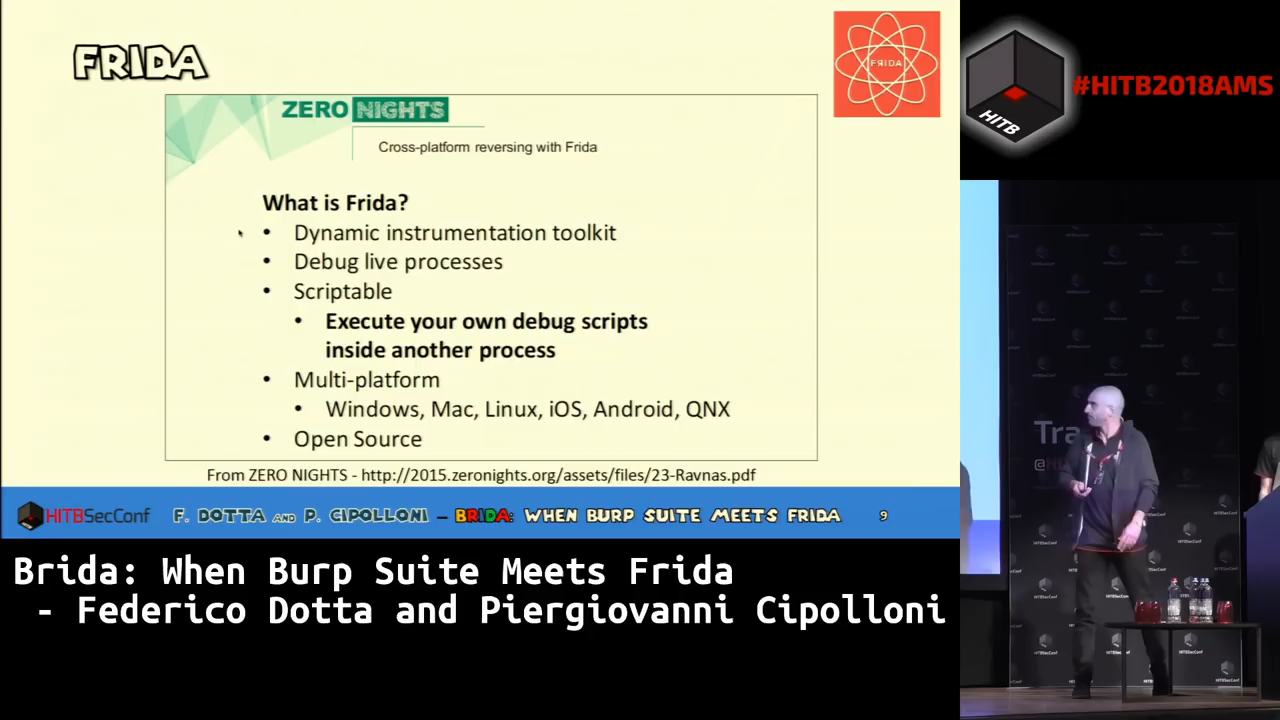 FRIDA
FRIDA
ZERO NIGHTS
Cross-platform reversing with Frida
What is Frida?
• Dynamic instrumentation toolkit
• Debug live processes
• Scriptable
• Execute your own debug scripts
inside another process
• Multi-platform
• Windows, Mac, Linux, iOS, Android, QNX
• Open Source
From ZERO NIGHTS - http://2015.zeronights.org/assets/files/23-Ravnas.pdf
HITBSecConf F. DOTTA AND P. CIPOLLONI – BRIDA: WHEN BURP SUITE MEETS FRIDA 9
Brida: When Burp Suite Meets Frida
- Federico Dotta and Piergiovanni Cipolloni
HITB
#HITB2018AMS
Tra
HITBSecConf